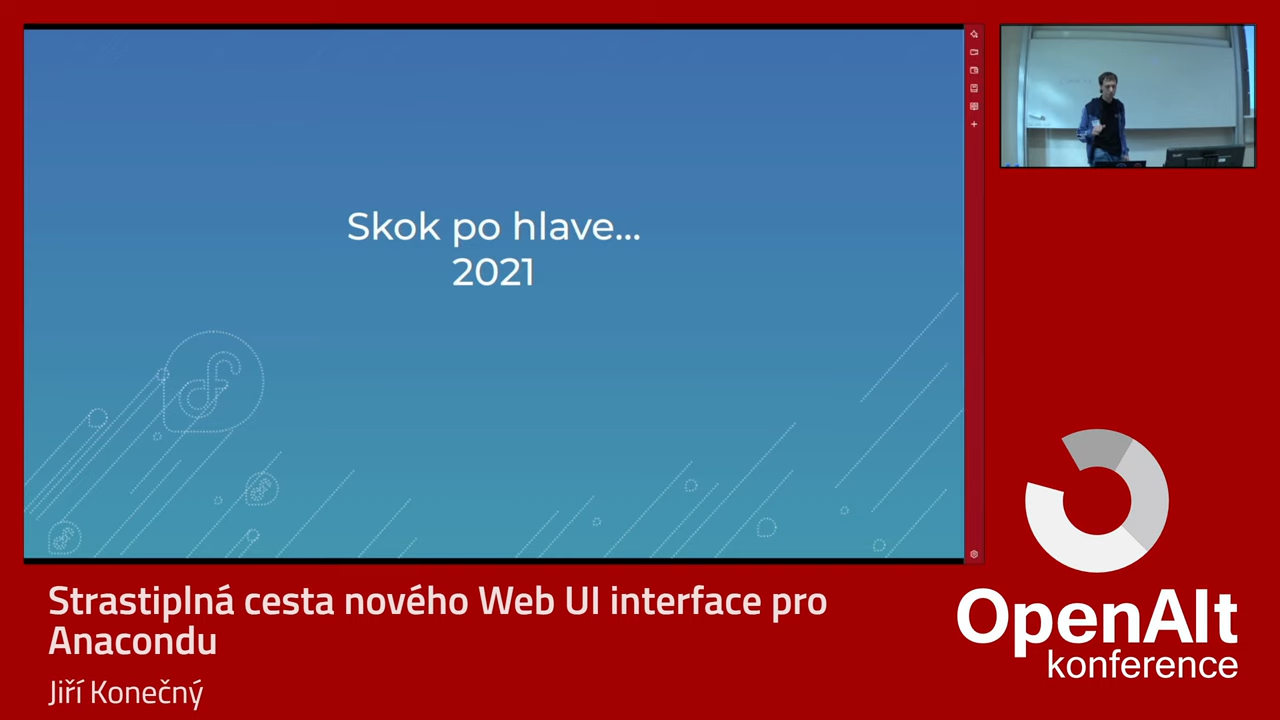 Skok po hlave...
2021
Strastiplná cesta nového Web UI interface pro
Anacondu
Jiří Konečný
OpenAlt
konference